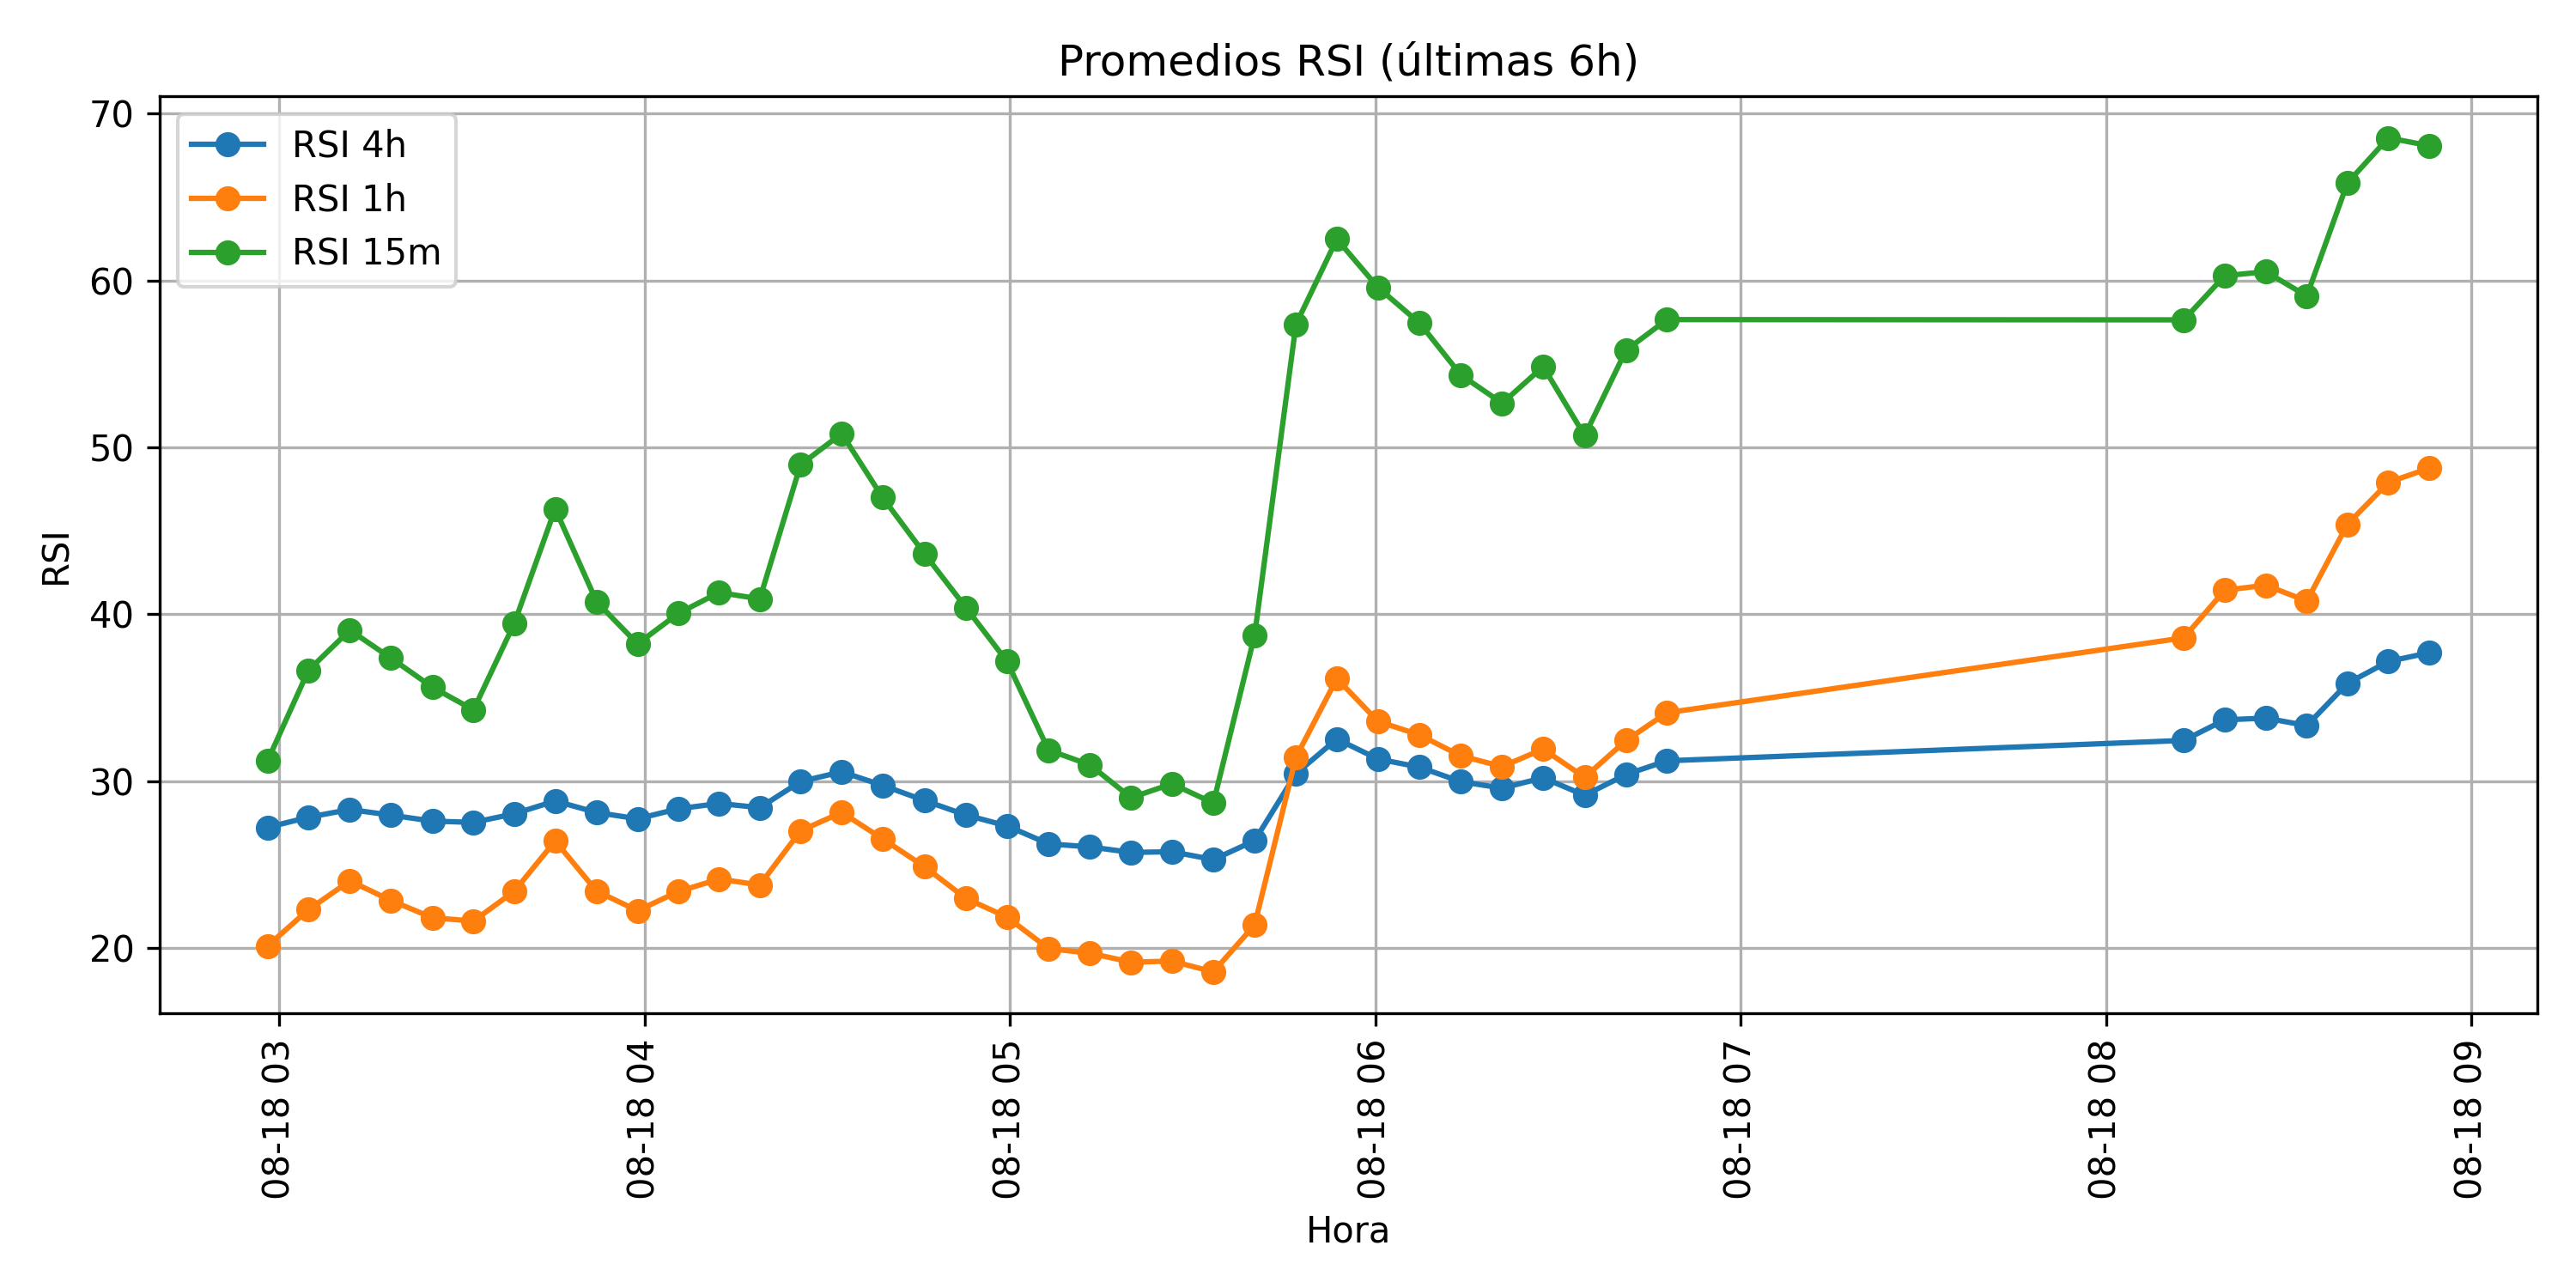 Promedios RSI (últimas 6h)
RSI 4h
RSI 1h
RSI 15m
70
60
50
40
30
20
RSI
08-18 03
08-18 04
08-18 05
08-18 06
08-18 07
08-18 08
08-18 09
Hora